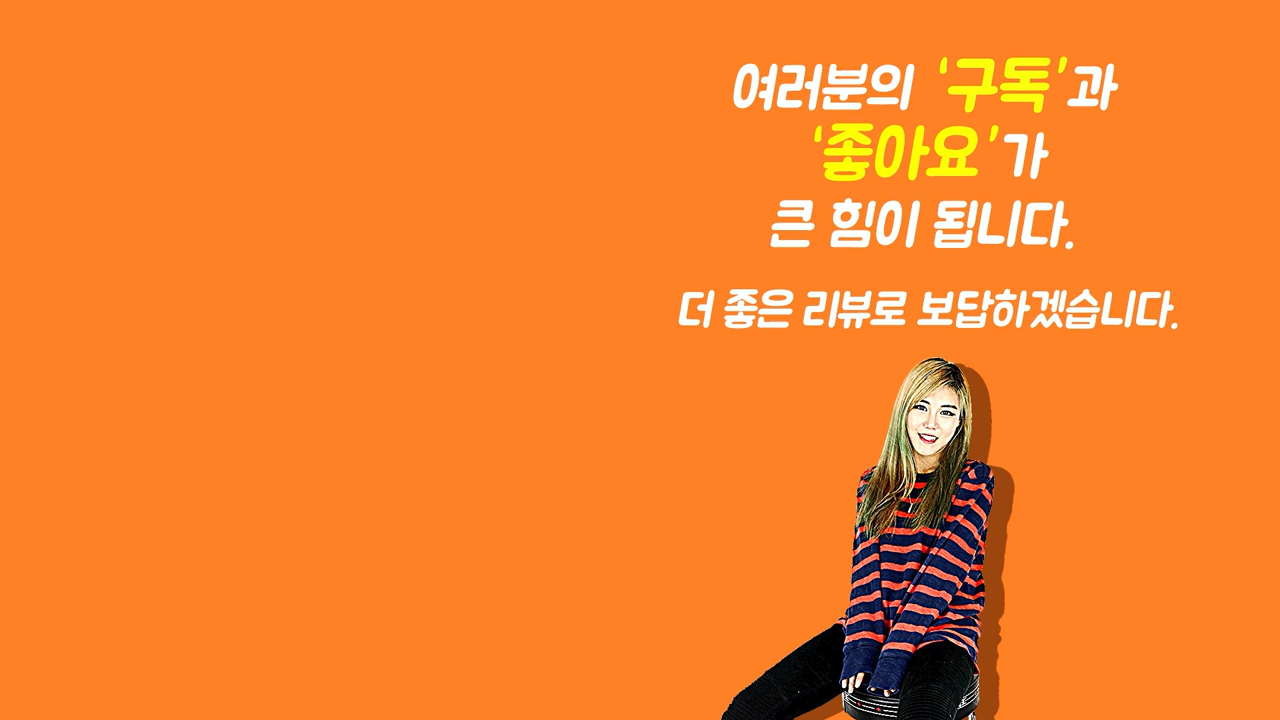 여러분의 '구독'과
'좋아요'가
큰 힘이 됩니다.
더 좋은 리뷰로 보답하겠습니다.